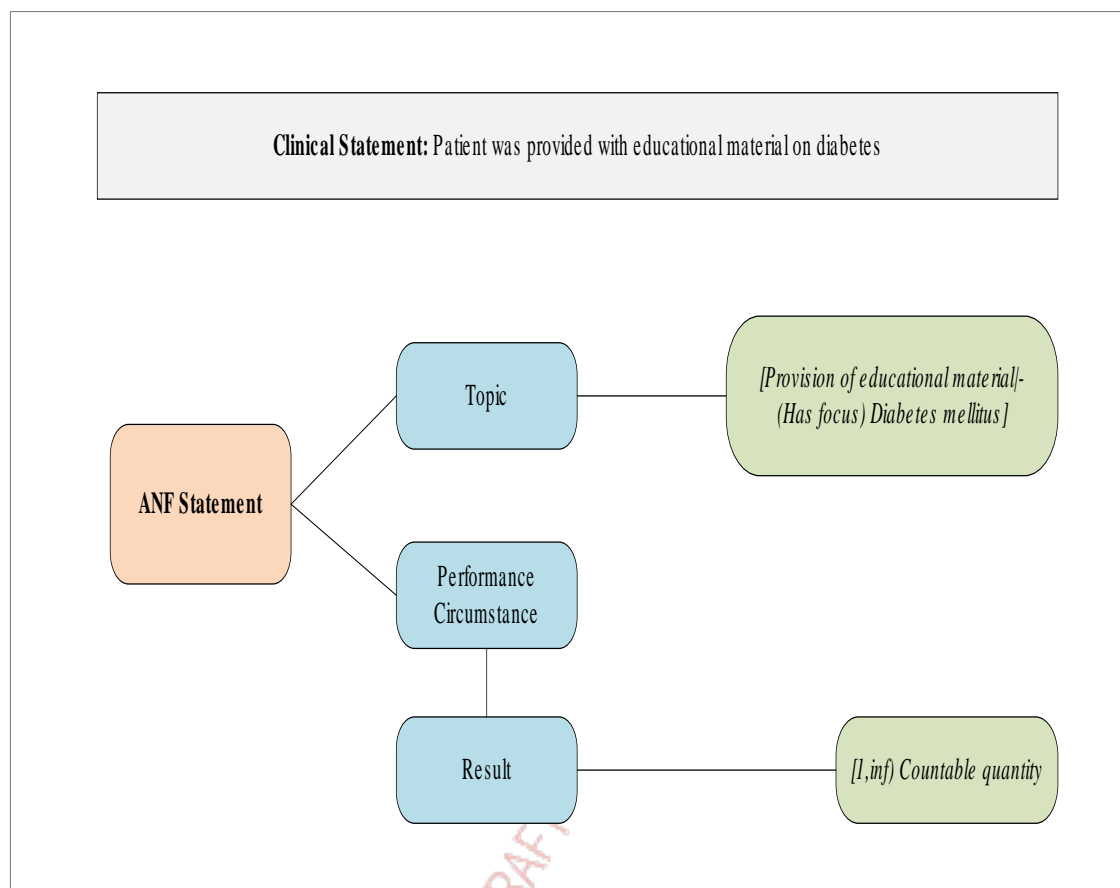 Clinical Statement: Patient was provided with educational material on diabetes
Topic
[Provision of educational material|-
(Has focus) Diabetes mellitus]
ANF Statement
Performance
Circumstance
Result
[1,inf) Countable quantity
DRAFT